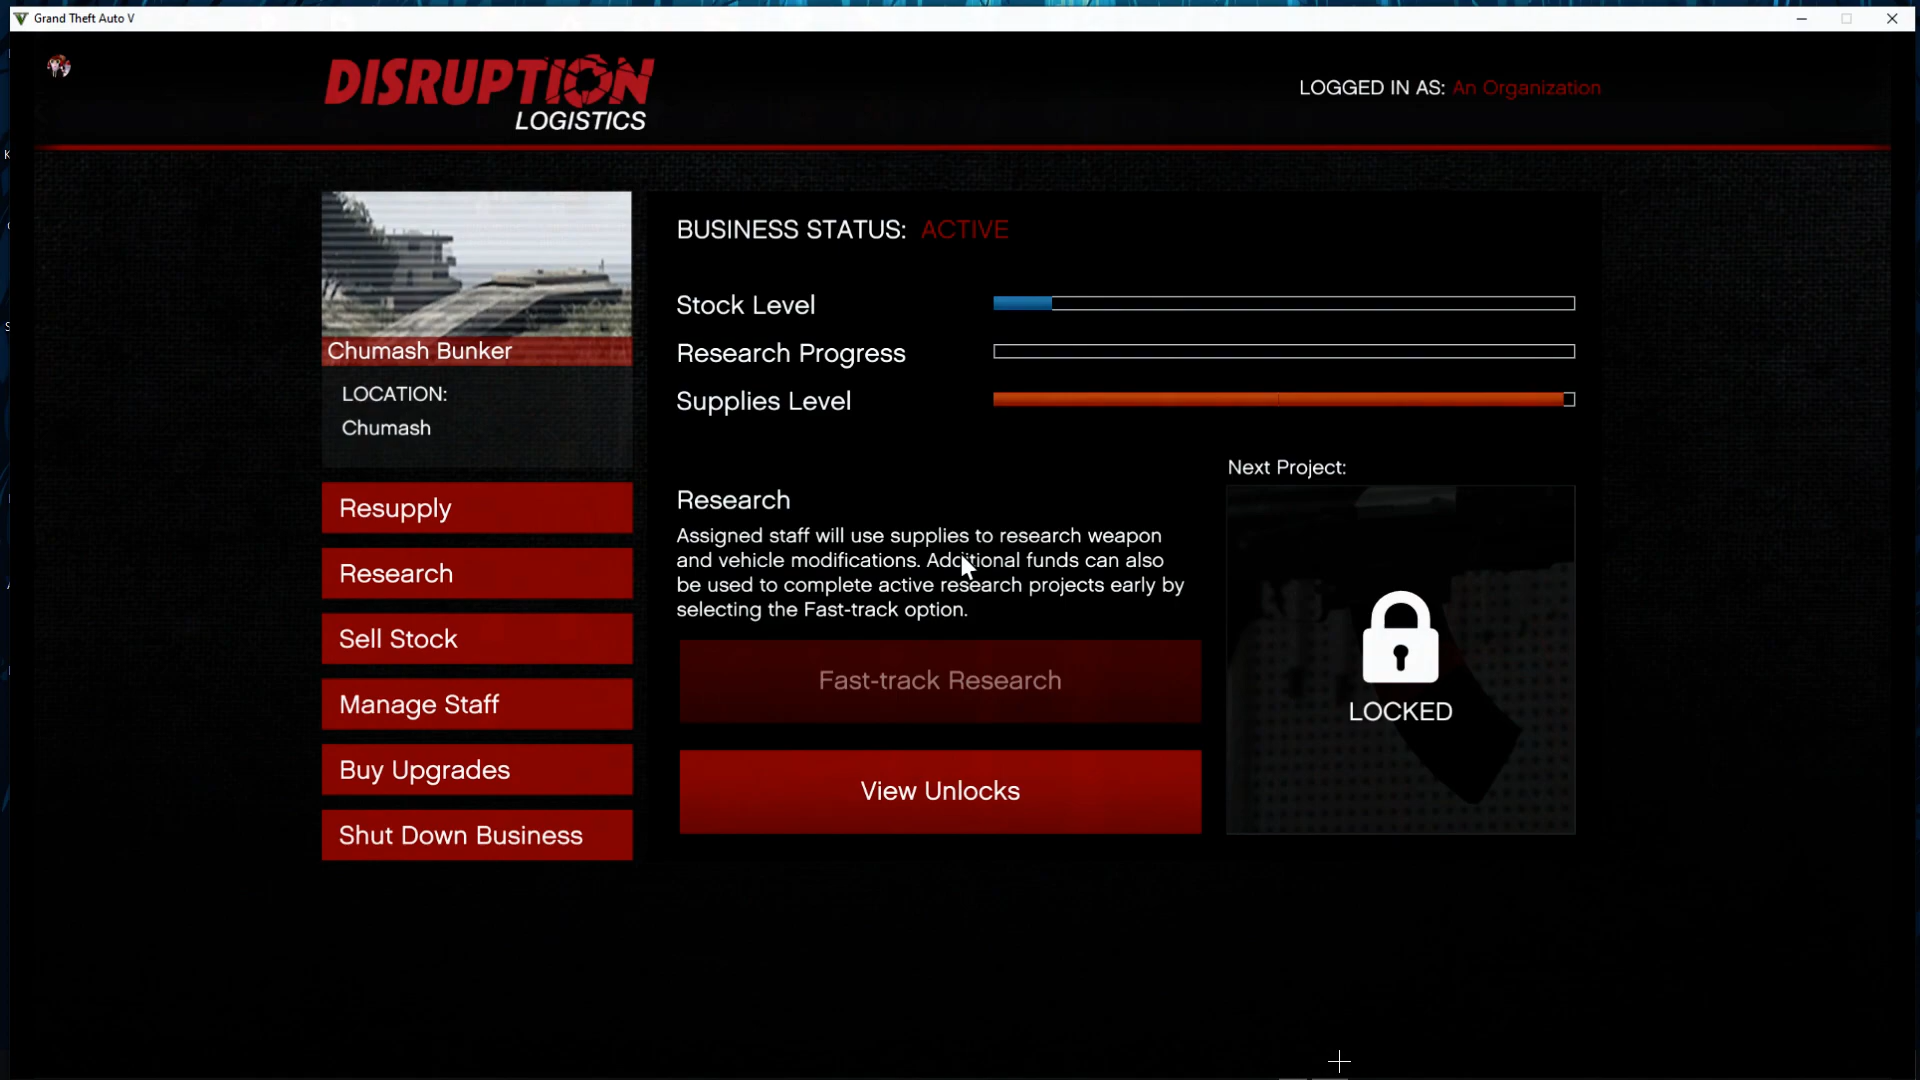 Grand Theft Auto V
DISRUPTION
LOGISTICS
LOGGED IN AS: An Organization
Chumash Bunker
LOCATION:
Chumash
Resupply
Research
Sell Stock
Manage Staff
Buy Upgrades
Shut Down Business
BUSINESS STATUS: ACTIVE
Stock Level
Research Progress
Supplies Level
Research
Assigned staff will use supplies to research weapon
and vehicle modifications. Additional funds can also
be used to complete active research projects early by
selecting the Fast-track option.
Fast-track Research
View Unlocks
Next Project:
LOCKED